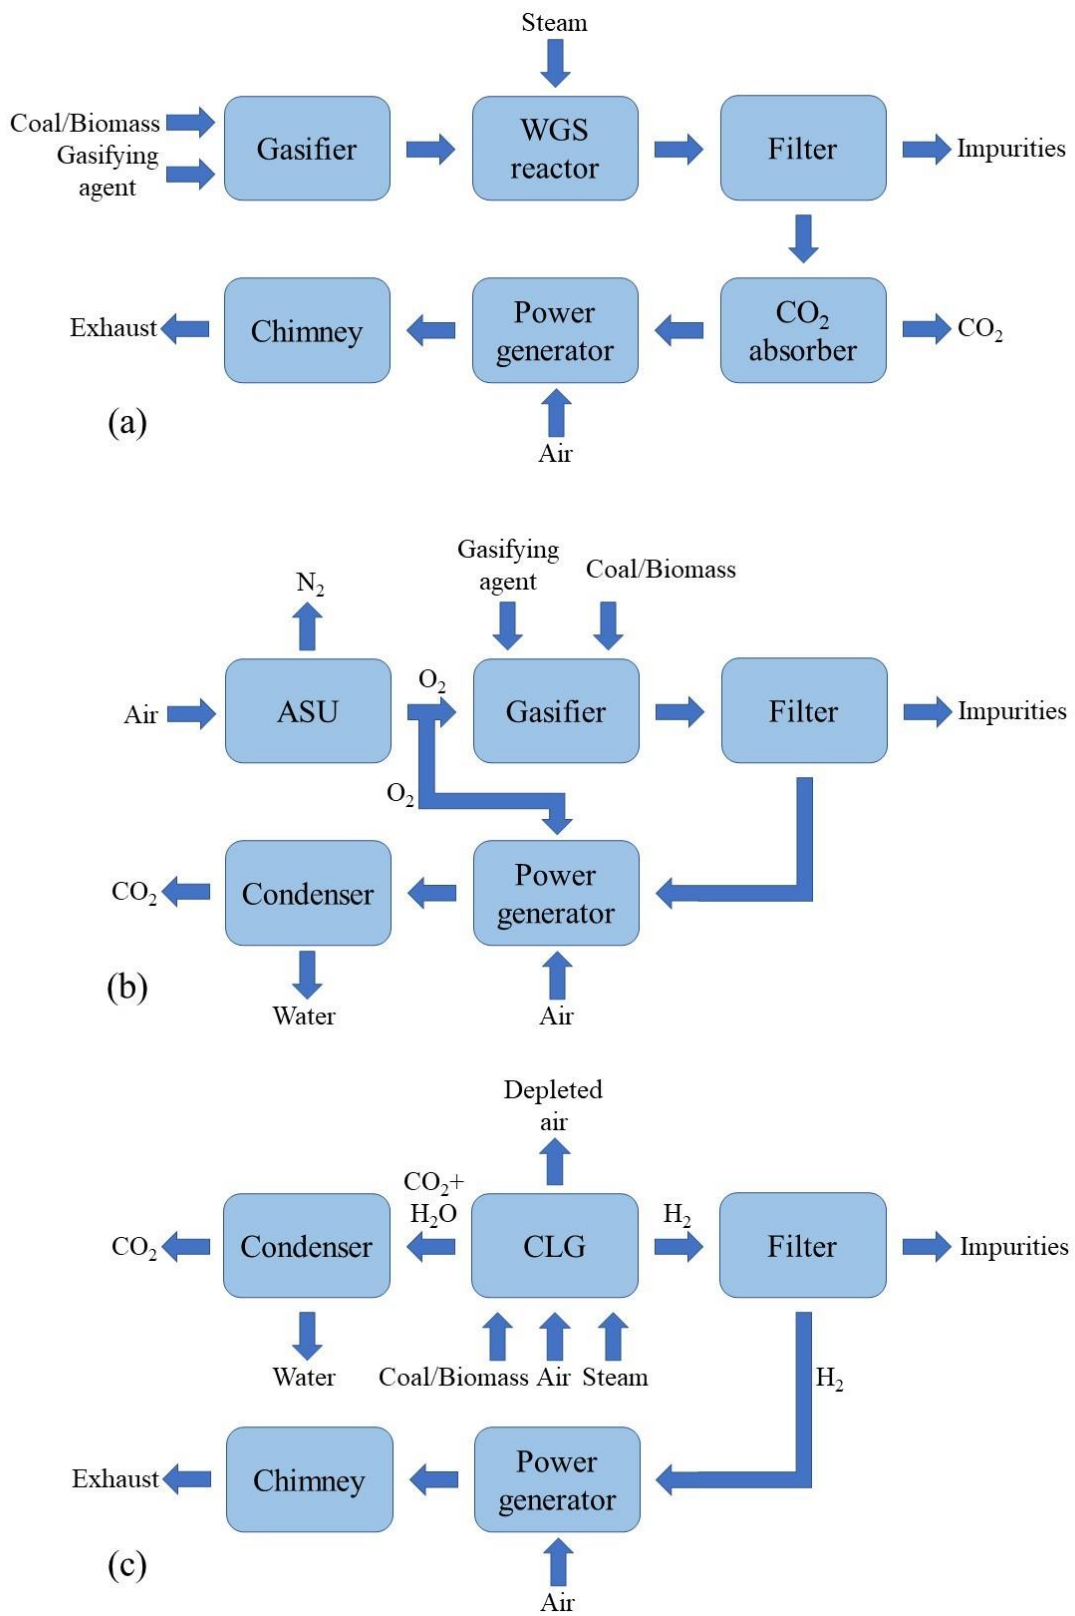 Steam
Coal/Biomass
Gasifying
agent
Gasifier
WGS
reactor
Filter
Impurities
Exhaust
Chimney
Power
generator
CO₂
absorber
CO₂
(a)
Air
Gasifying
agent
Coal/Biomass
N₂
Air
ASU
O₂
Gasifier
Filter
Impurities
O₂
CO₂
Condenser
Power
generator
(b)
Water
Air
Depleted
air
CO₂
Condenser
CO₂+
H₂O
CLG
H₂
Filter
Impurities
Water
Coal/Biomass Air Steam
H₂
Exhaust
Chimney
Power
generator
(c)
Air